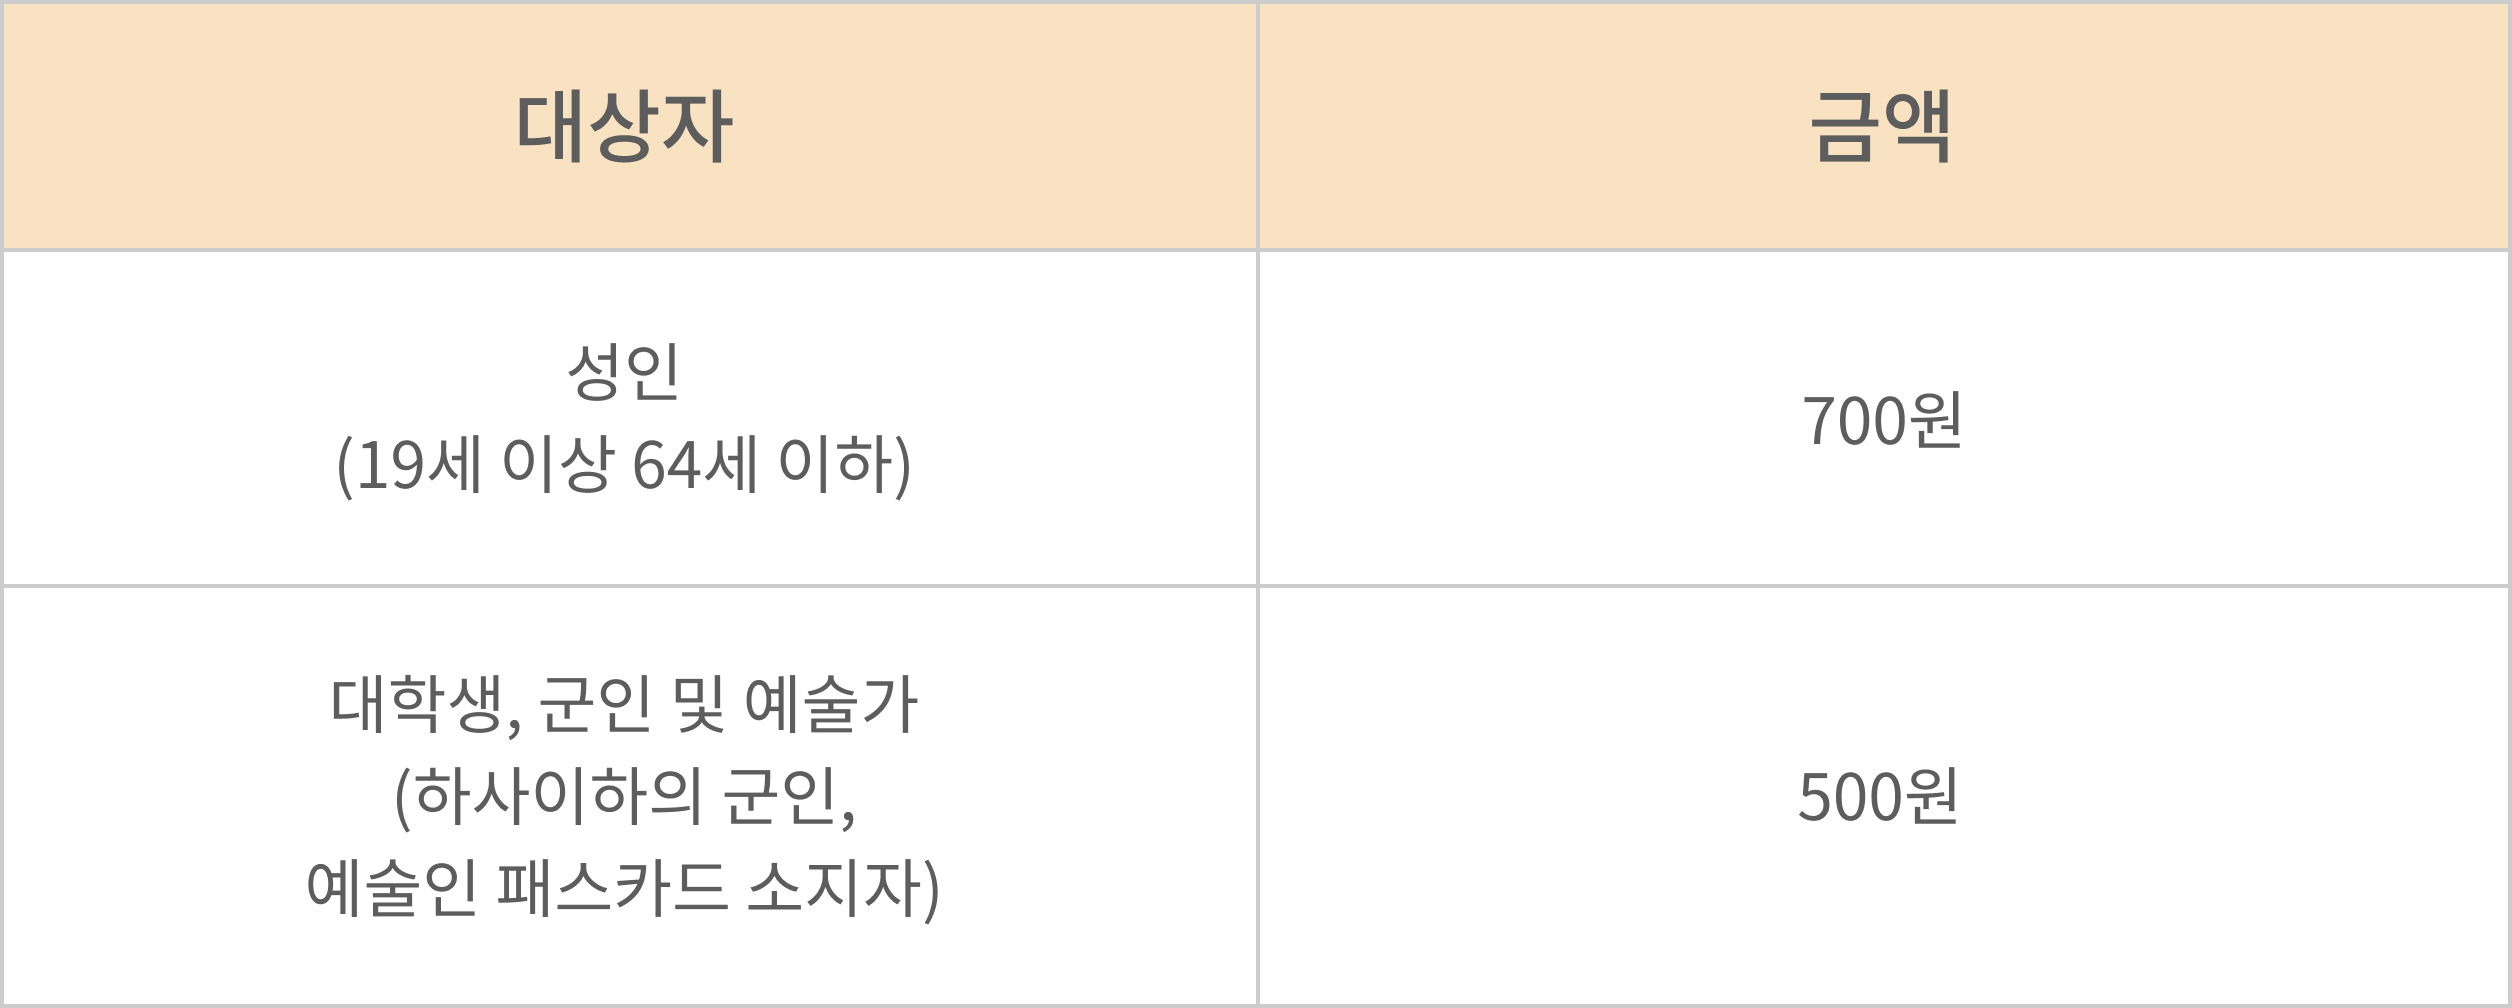 대상자
금액
성인
(19세 이상 64세 이하)
700원
대학생, 군인 및 예술가
(하사이하의 군인,
예술인 패스카드 소지자)
500원